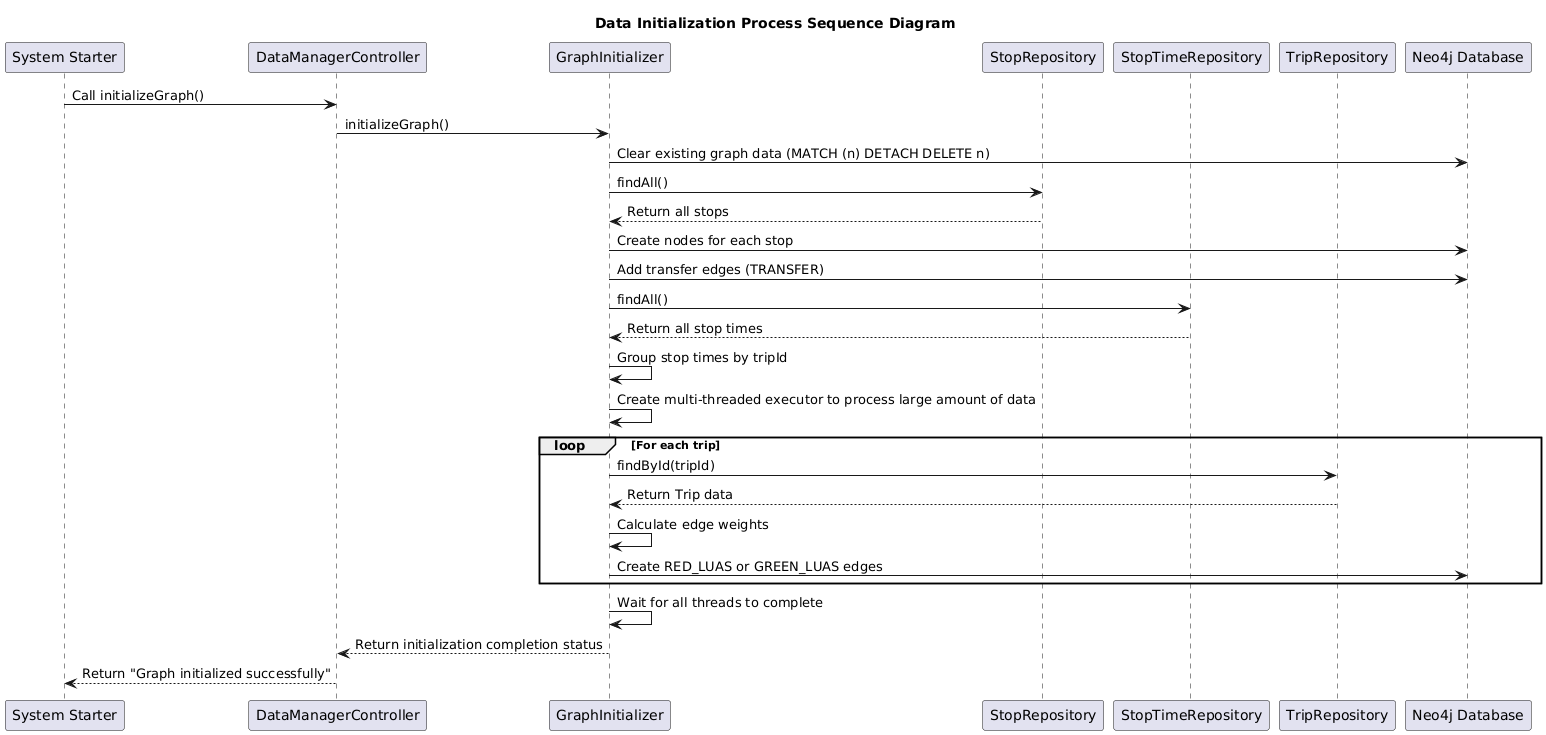 Data Initialization Process Sequence Diagram
System Starter
DataManagerController
GraphInitializer
StopRepository
StopTimeRepository
TripRepository
Neo4j Database
Call initializeGraph()
initializeGraph()
Clear existing graph data (MATCH (n) DETACH DELETE n)
findAll()
Return all stops
Create nodes for each stop
Add transfer edges (TRANSFER)
findAll()
Return all stop times
Group stop times by tripId
Create multi-threaded executor to process large amount of data
loop
[For each trip]
findById(tripId)
Return Trip data
Calculate edge weights
Create RED_LUAS or GREEN_LUAS edges
Wait for all threads to complete
Return initialization completion status
Return "Graph initialized successfully"
System Starter
DataManagerController
GraphInitializer
StopRepository
StopTimeRepository
TripRepository
Neo4j Database